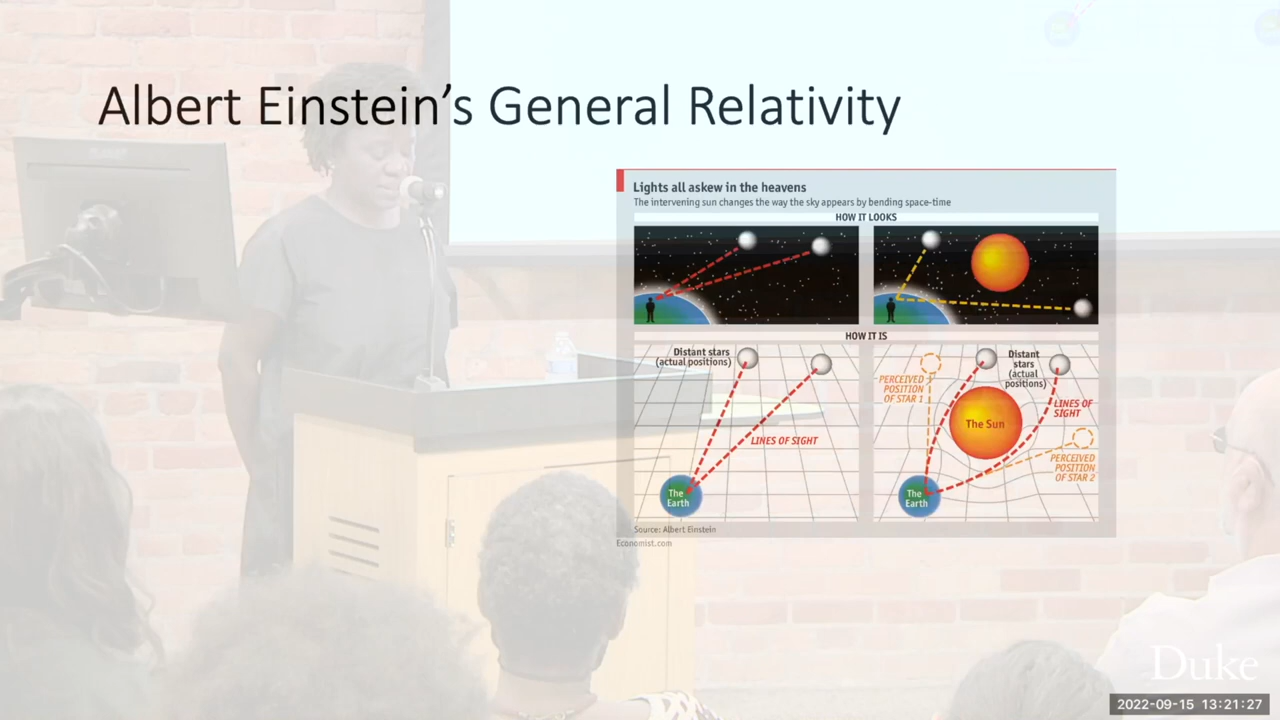 Albert Einstein’s General Relativity
Lights all askew in the heavens
The intervening sun changes the way the sky appears by bending space-time
HOW IT LOOKS
HOW IT IS
Distant stars
(actual positions)
LINES OF SIGHT
The
Earth
PERCEIVED
POSITION
OF STAR 1
Distant
stars
(actual
positions)
LINES OF
SIGHT
The Sun
PERCEIVED
POSITION
OF STAR 2
The
Earth
Source: Albert Einstein
Economist.com
Duke
2022-09-15 13:21:27